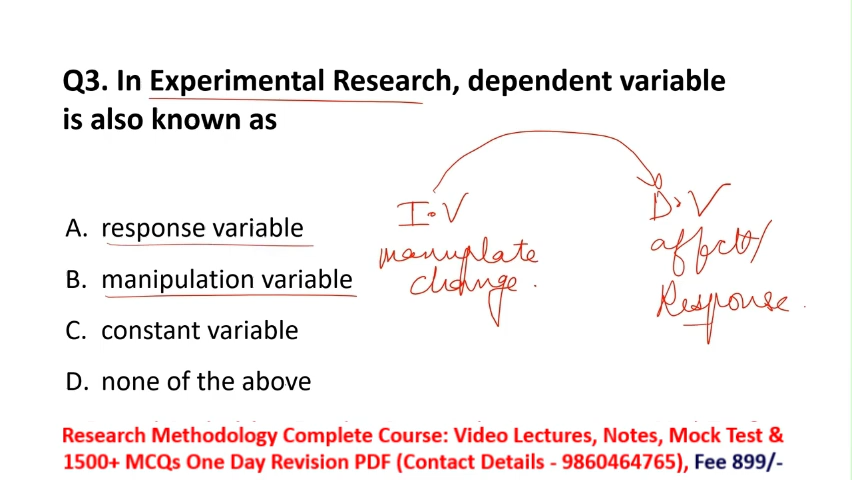 Q3. In Experimental Research, dependent variable
is also known as
I.V
D.V
A. response variable
manuplate
affect/
B. manipulation variable
change.
Response.
C. constant variable
D. none of the above
Research Methodology Complete Course: Video Lectures, Notes, Mock Test &
1500+ MCQs One Day Revision PDF (Contact Details - 9860464765), Fee 899/-